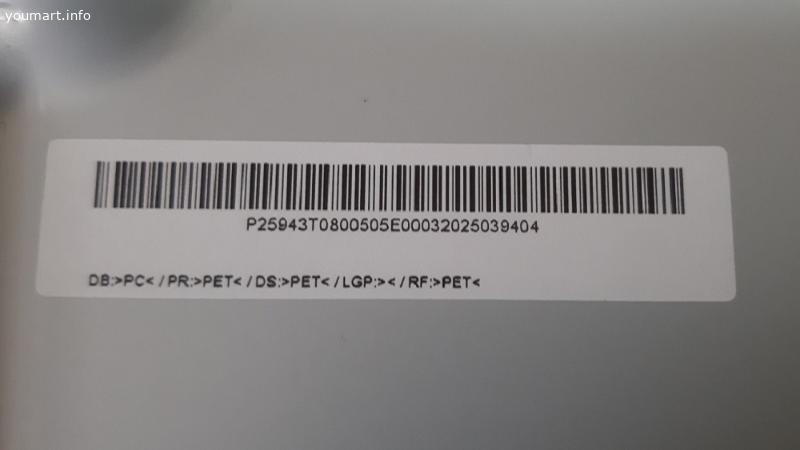 youmart.info
P25943T0800505E00032025039404
DB:>PC< / PR:>PET< / DS:>PET< / LGP:>< / RF:>PET<